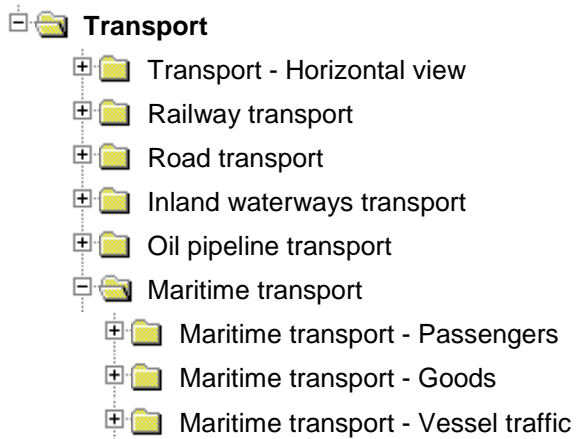 Transport
Transport - Horizontal view
Railway transport
Road transport
Inland waterways transport
Oil pipeline transport
Maritime transport
Maritime transport - Passengers
Maritime transport - Goods
Maritime transport - Vessel traffic